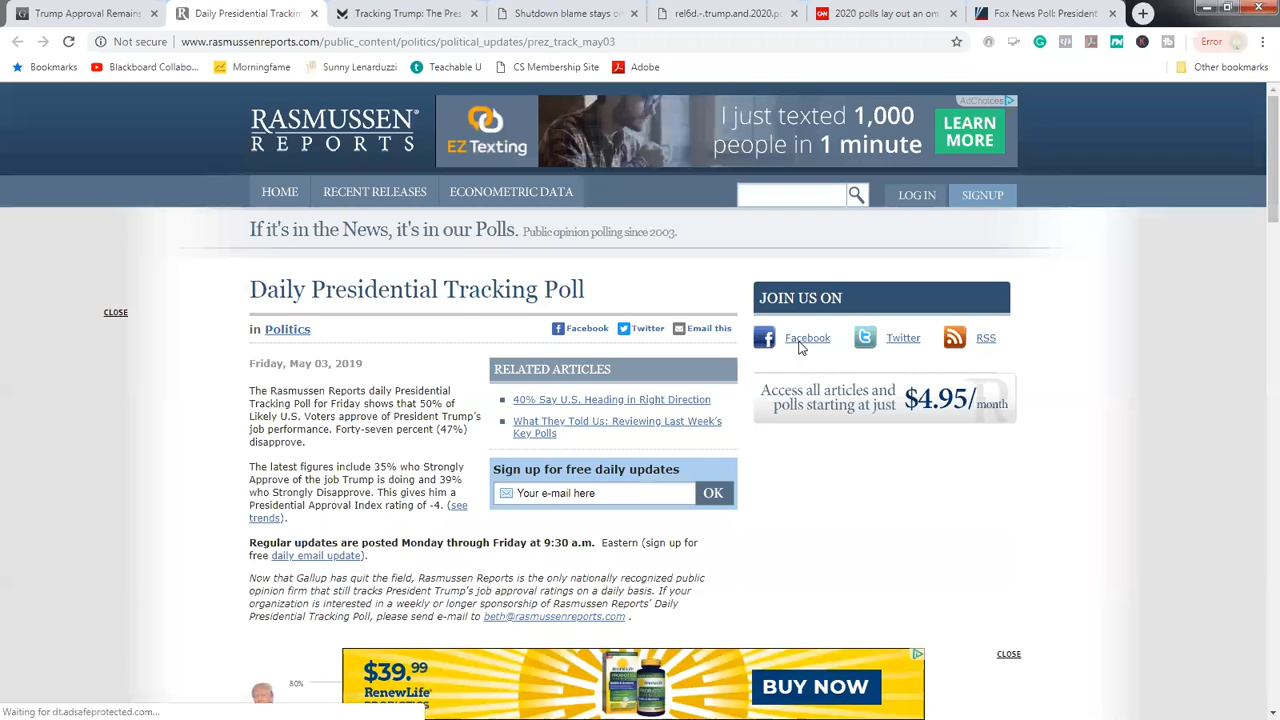 Trump Approval Remains
Daily Presidential Trackin
Tracking Trump: The Pres
Shutdown blame stays o
rel6d.-.trump.and.2020.p
2020 polls lay out an om
Fox News Poll: President
Not secure
www.rasmussenreports.com/public_content/politics/political_updates/prez_track_may03
Error
Bookmarks
Blackboard Collabo...
Morningfame
Sunny Lenarduzzi
Teachable U
CS Membership Site
Adobe
Other bookmarks
RASMUSSEN
REPORTS
EZ Texting
I just texted 1,000
people in 1 minute
LEARN
MORE
AdChoices
HOME
RECENT RELEASES
ECONOMETRIC DATA
LOG IN
SIGNUP
If it's in the News, it's in our Polls. Public opinion polling since 2003.
CLOSE
Daily Presidential Tracking Poll
in Politics
Facebook
Twitter
Email this
Friday, May 03, 2019
The Rasmussen Reports daily Presidential
Tracking Poll for Friday shows that 50% of
Likely U.S. Voters approve of President Trump's
job performance. Forty-seven percent (47%)
disapprove.
The latest figures include 35% who Strongly
Approve of the job Trump is doing and 39%
who Strongly Disapprove. This gives him a
Presidential Approval Index rating of -4. (see
trends).
RELATED ARTICLES
40% Say U.S. Heading in Right Direction
What They Told Us: Reviewing Last Week's
Key Polls
Sign up for free daily updates
Your e-mail here
OK
Regular updates are posted Monday through Friday at 9:30 a.m. Eastern (sign up for
free daily email update).
Now that Gallup has quit the field, Rasmussen Reports is the only nationally recognized public
opinion firm that still tracks President Trump's job approval ratings on a daily basis. If your
organization is interested in a weekly or longer sponsorship of Rasmussen Reports' Daily
Presidential Tracking Poll, please send e-mail to beth@rasmussenreports.com .
JOIN US ON
Facebook
Twitter
RSS
Access all articles and
polls starting at just
$4.95/month
CLOSE
80%
$39.99
RenewLife
BUY NOW
Waiting for dt.adsafeprotected.com...